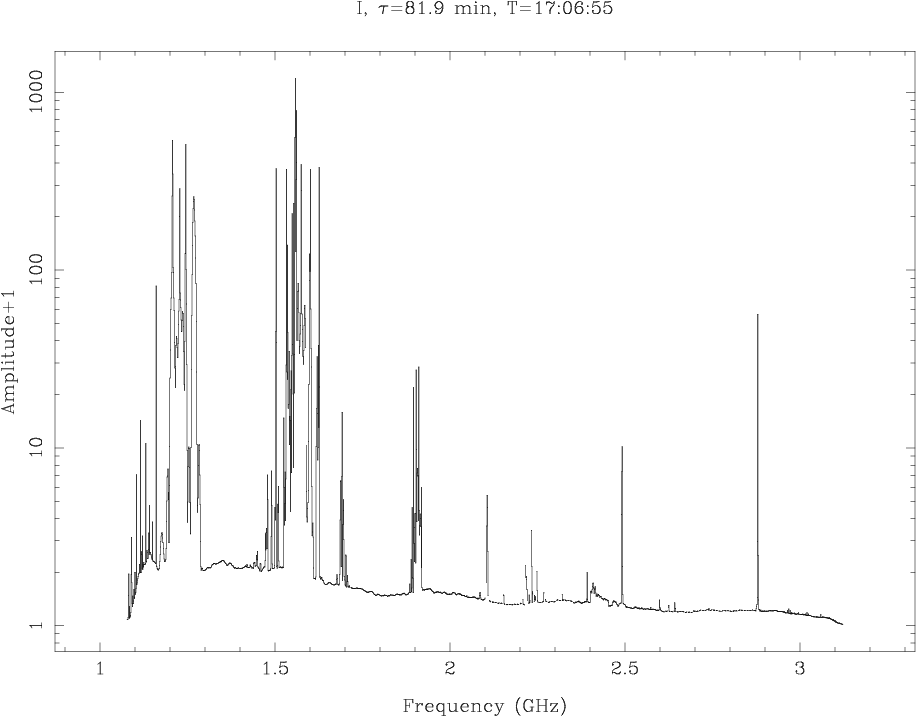 I, τ=81.9 min, T=17:06:55
1000
100
10
1
Amplitude+1
1 1.5 2 2.5 3
Frequency (GHz)